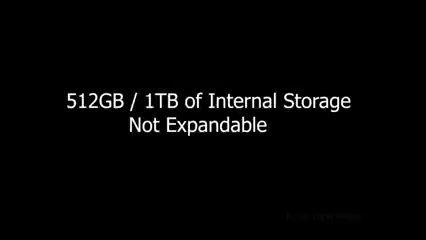 512GB / 1TB of Internal Storage
Not Expandable